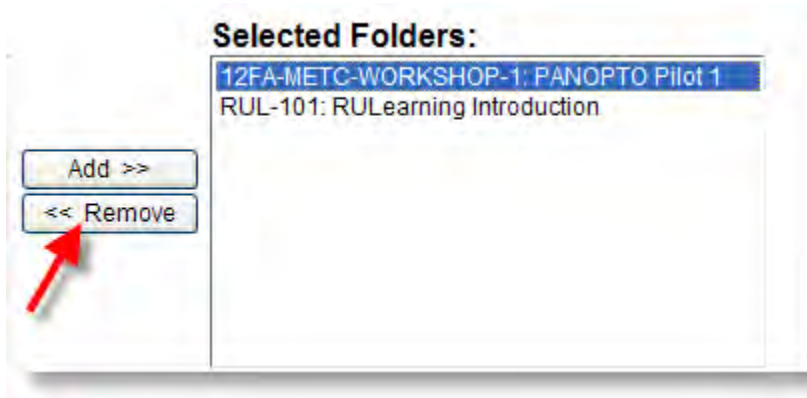 Selected Folders:
12FA-METC-WORKSHOP-1: PANOPTO Pilot 1
RUL-101: RULearning Introduction
Add >>
<< Remove